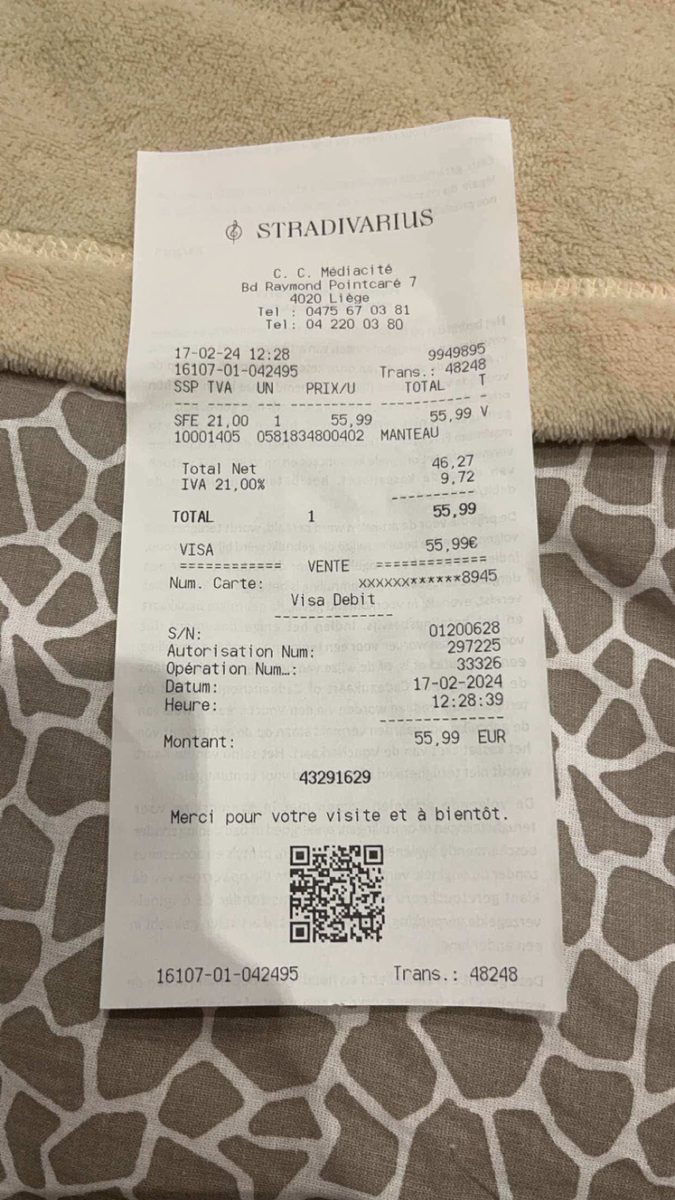 STRADIVARIUS
C. C. Médiacité
Bd Raymond Pointcaré 7
4020 Liège
Tel : 0475 67 03 81
Tel: 04 220 03 80
17-02-24 12:28 9949895
16107-01-042495 Trans.: 48248
SSP TVA UN PRIX/U TOTAL T
SFE 21,00 1 55,99 55,99 V
10001405 0581834800402 MANTEAU
Total Net 46,27
IVA 21,00% 9,72
TOTAL 1 55,99
VISA 55,99€
============ VENTE =============
Num. Carte: xxxxxx******8945
Visa Debit
S/N: 01200628
Autorisation Num: 297225
Opération Num…: 33326
Datum: 17-02-2024
Heure: 12:28:39
Montant: 55,99 EUR
43291629
Merci pour votre visite et à bientôt.
16107-01-042495 Trans.: 48248